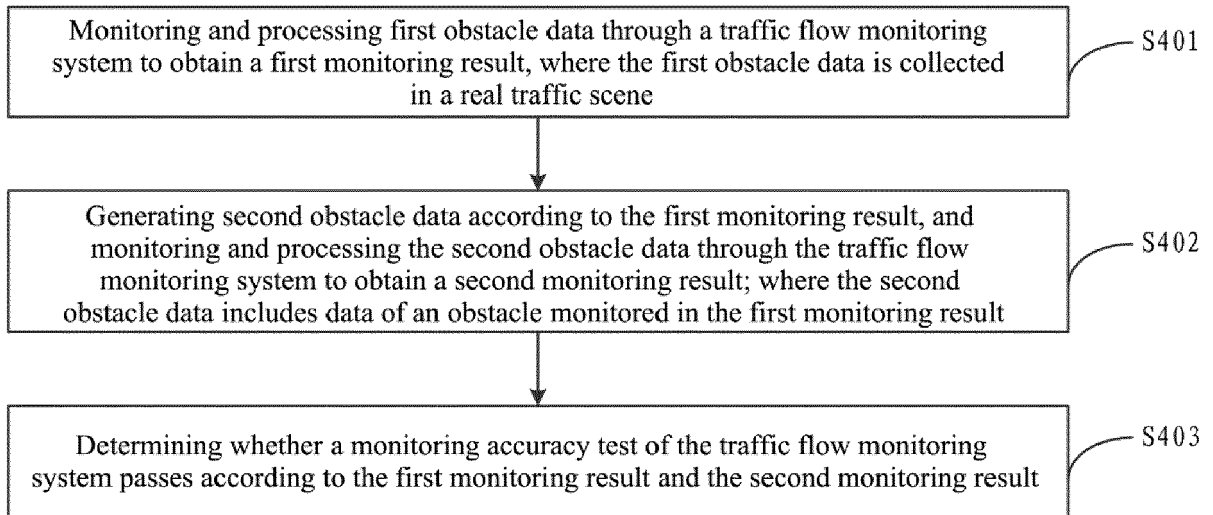 Monitoring and processing first obstacle data through a traffic flow monitoring
system to obtain a first monitoring result, where the first obstacle data is collected
in a real traffic scene
S401
Generating second obstacle data according to the first monitoring result, and
monitoring and processing the second obstacle data through the traffic flow
monitoring system to obtain a second monitoring result; where the second
obstacle data includes data of an obstacle monitored in the first monitoring result
S402
Determining whether a monitoring accuracy test of the traffic flow monitoring
system passes according to the first monitoring result and the second monitoring result
S403